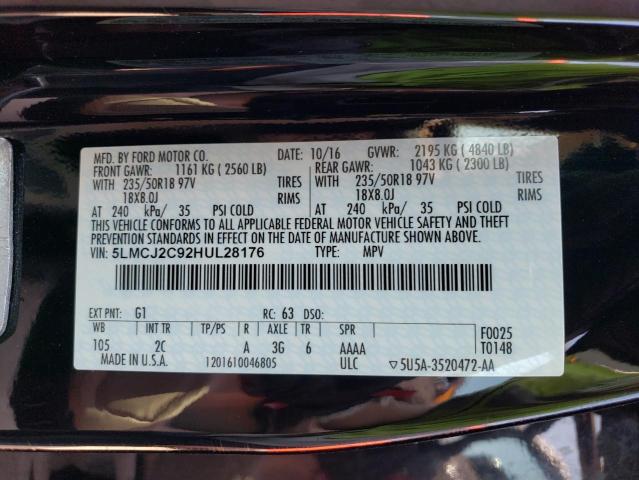 MFD. BY FORD MOTOR CO. DATE: 10/16 GVWR: 2195 KG ( 4840 LB)
FRONT GAWR: 1161 KG ( 2560 LB) REAR GAWR: 1043 KG ( 2300 LB)
WITH 235/50R18 97V TIRES WITH 235/50R18 97V TIRES
18X8.0J RIMS 18X8.0J RIMS
AT 240 kPa/ 35 PSI COLD AT 240 kPa/ 35 PSI COLD
THIS VEHICLE CONFORMS TO ALL APPLICABLE FEDERAL MOTOR VEHICLE SAFETY AND THEFT
PREVENTION STANDARDS IN EFFECT ON THE DATE OF MANUFACTURE SHOWN ABOVE.
VIN: 5LMCJ2C92HUL28176 TYPE: MPV
EXT PNT: G1 RC: 63 DSO:
WB INT TR TP/PS R AXLE TR SPR F0025
105 2C A 3G 6 AAAA T0148
MADE IN U.S.A. 1201610046805 ULC ▽5U5A-3520472-AA